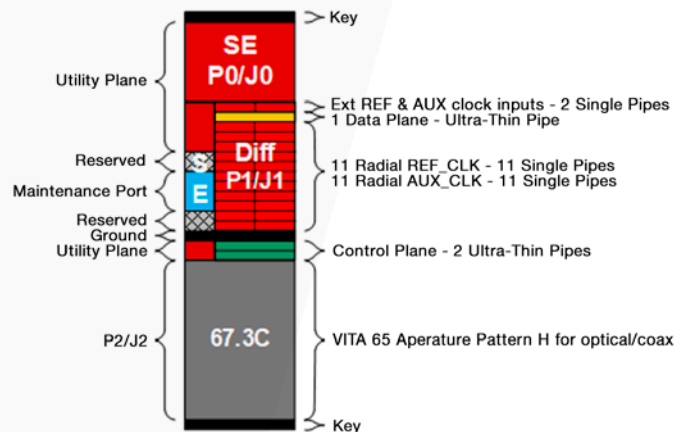 Key
SE
P0/J0
Utility Plane
Ext REF & AUX clock inputs - 2 Single Pipes
1 Data Plane - Ultra-Thin Pipe
Diff
P1/J1
S
E
Reserved
11 Radial REF_CLK - 11 Single Pipes
11 Radial AUX_CLK - 11 Single Pipes
Maintenance Port
Reserved
Ground
Utility Plane
Control Plane - 2 Ultra-Thin Pipes
P2/J2
67.3C
VITA 65 Aperature Pattern H for optical/coax
Key